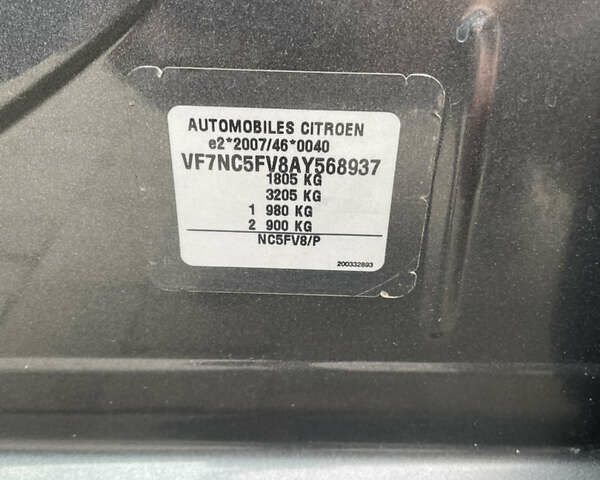 AUTOMOBILES CITROEN
e2*2007/46*0040
VF7NC5FV8AY568937
1805 KG
3205 KG
1 980 KG
2 900 KG
NC5FV8/P
200332893